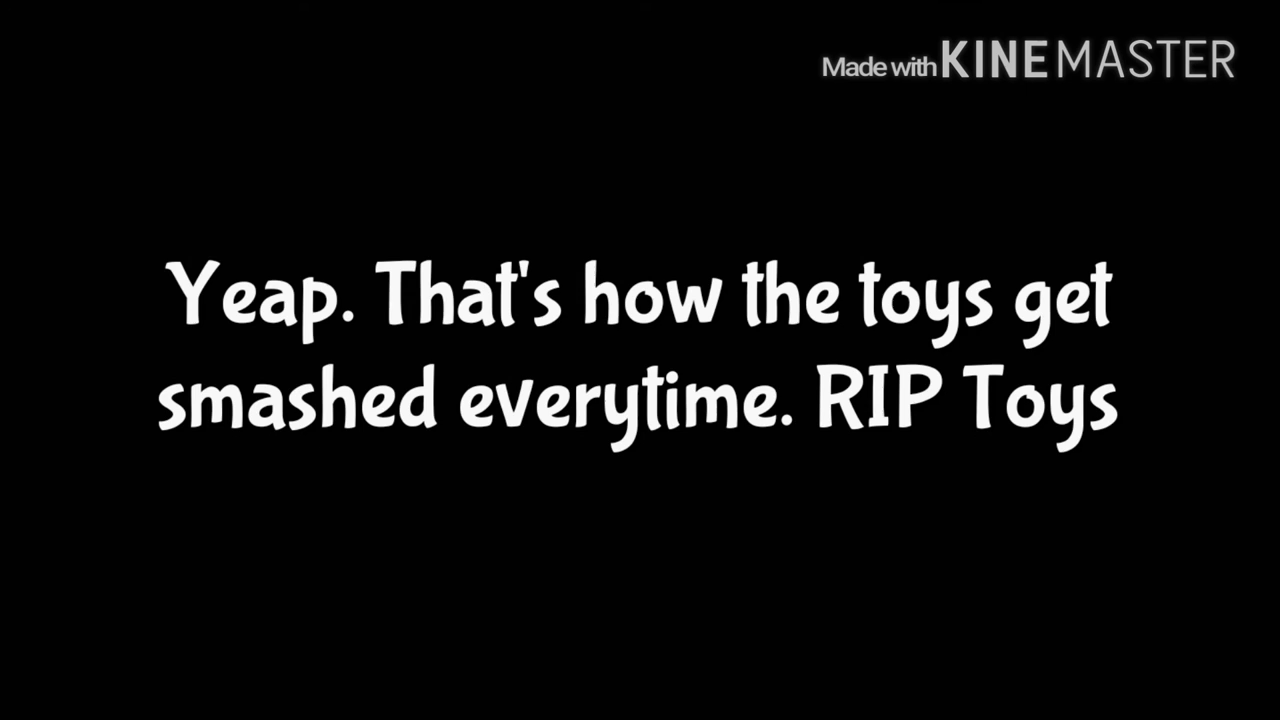 Made with KINEMASTER
Yeap. That's how the toys get
smashed everytime. RIP Toys